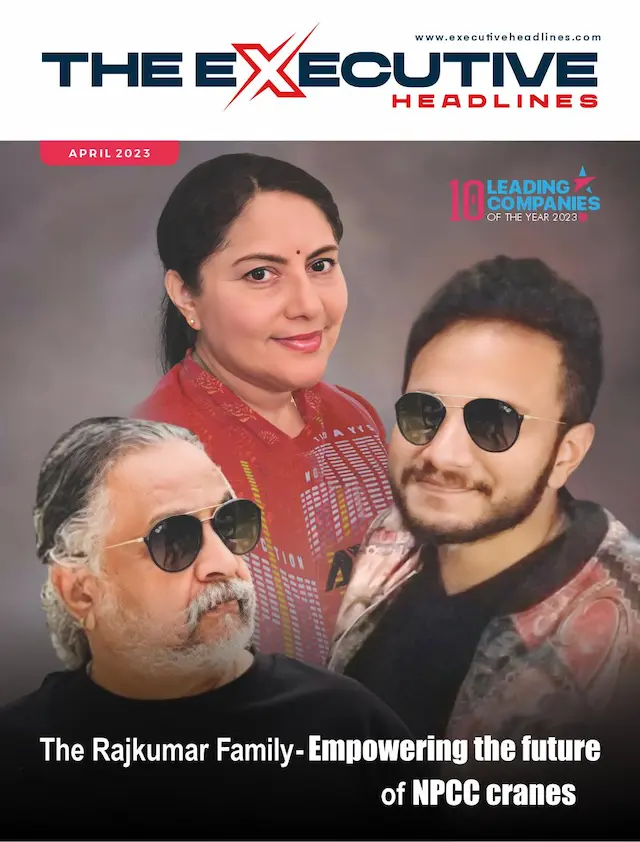 www.executiveheadlines.com
THE EXECUTIVE
HEADLINES
APRIL 2023
10 LEADING
COMPANIES
OF THE YEAR 2023
The Rajkumar Family- Empowering the future
of NPCC cranes